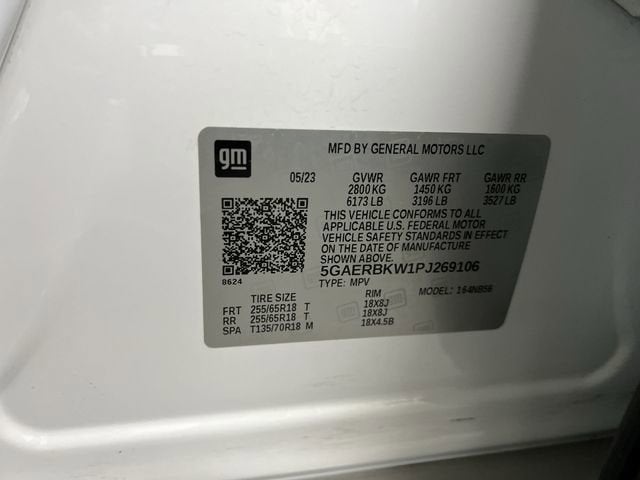 gm
MFD BY GENERAL MOTORS LLC
05/23 GVWR GAWR FRT GAWR RR
2800 KG 1450 KG 1600 KG
6173 LB 3196 LB 3527 LB
THIS VEHICLE CONFORMS TO ALL
APPLICABLE U.S. FEDERAL MOTOR
VEHICLE SAFETY STANDARDS IN EFFECT
ON THE DATE OF MANUFACTURE
SHOWN ABOVE.
8624
5GAERBKW1PJ269106
TYPE: MPV MODEL: 164NB56
TIRE SIZE RIM
FRT 255/65R18 T 18X8J
RR 255/65R18 T 18X8J
SPA T135/70R18 M 18X4.5B